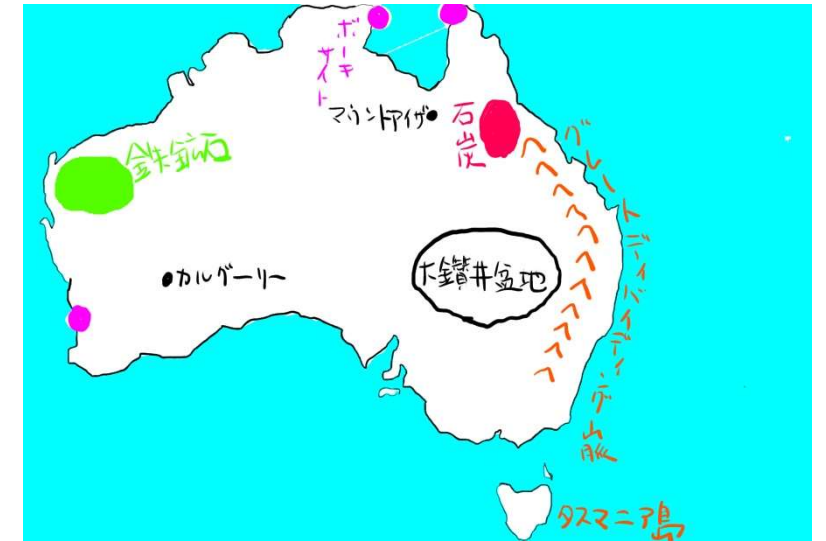 ボーキサイト
マウントアイザ
石炭
鉄鉱石
グレートディバイディング山脈
カルグーリー
大鑽井盆地
タスマニア島